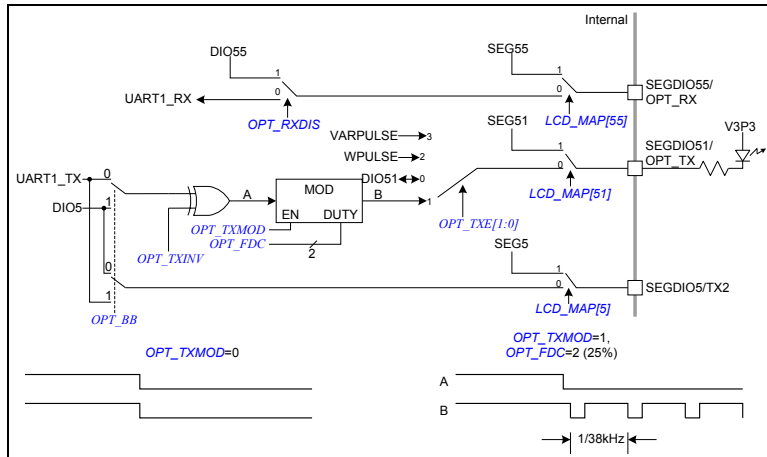 Internal
DIO55
SEG55
1
0
1
0
UART1_RX
OPT_RXDIS
LCD_MAP[55]
SEGDIO55/
OPT_RX
VARPULSE
3
WPULSE
2
DIO51
0
1
SEG51
1
0
V3P3
SEGDIO51/
OPT_TX
UART1_TX
0
DIO5
1
A
MOD
EN DUTY
B
OPT_TXMOD
OPT_FDC
2
OPT_TXINV
OPT_TXE[1:0]
LCD_MAP[51]
SEG5
1
0
0
1
OPT_BB
LCD_MAP[5]
SEGDIO5/TX2
OPT_TXMOD=0
OPT_TXMOD=1,
OPT_FDC=2 (25%)
A
B
1/38kHz